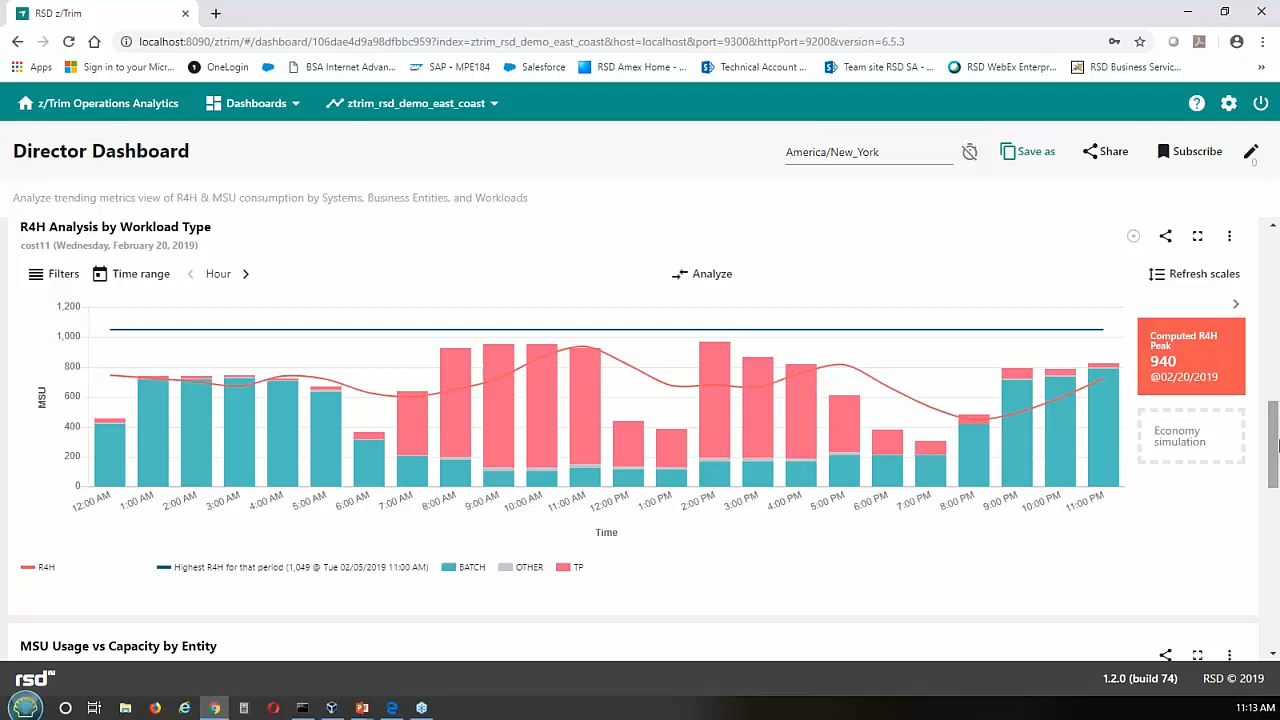 RSD z/Trim
localhost:8090/ztrim/#/dashboard/106dae4d9a98dfbbc959?index=ztrim_rsd_demo_east_coast&host=localhost&port=9300&httpPort=9200&version=6.5.3
Apps Sign in to your Micr... OneLogin BSA Internet Advan... SAP - MPE184 Salesforce RSD Amex Home - ... Technical Account ... Team site RSD SA - ... RSD WebEx Enterpr... RSD Business Servic... »
z/Trim Operations Analytics Dashboards ztrim_rsd_demo_east_coast
Director Dashboard America/New_York Save as Share Subscribe
0
Analyze trending metrics view of R4H & MSU consumption by Systems, Business Entities, and Workloads
R4H Analysis by Workload Type
cost11 (Wednesday, February 20, 2019)
Filters Time range Hour Analyze Refresh scales
1,200
1,000
800
600
400
200
0
MSU
12:00 AM 1:00 AM 2:00 AM 3:00 AM 4:00 AM 5:00 AM 6:00 AM 7:00 AM 8:00 AM 9:00 AM 10:00 AM 11:00 AM 12:00 PM 1:00 PM 2:00 PM 3:00 PM 4:00 PM 5:00 PM 6:00 PM 7:00 PM 8:00 PM 9:00 PM 10:00 PM 11:00 PM
Time
Computed R4H
Peak
940
@02/20/2019
Economy
simulation
R4H Highest R4H for that period (1,049 @ Tue 02/05/2019 11:00 AM) BATCH OTHER TP
MSU Usage vs Capacity by Entity
rsd 1.2.0 (build 74) RSD © 2019
11:13 AM